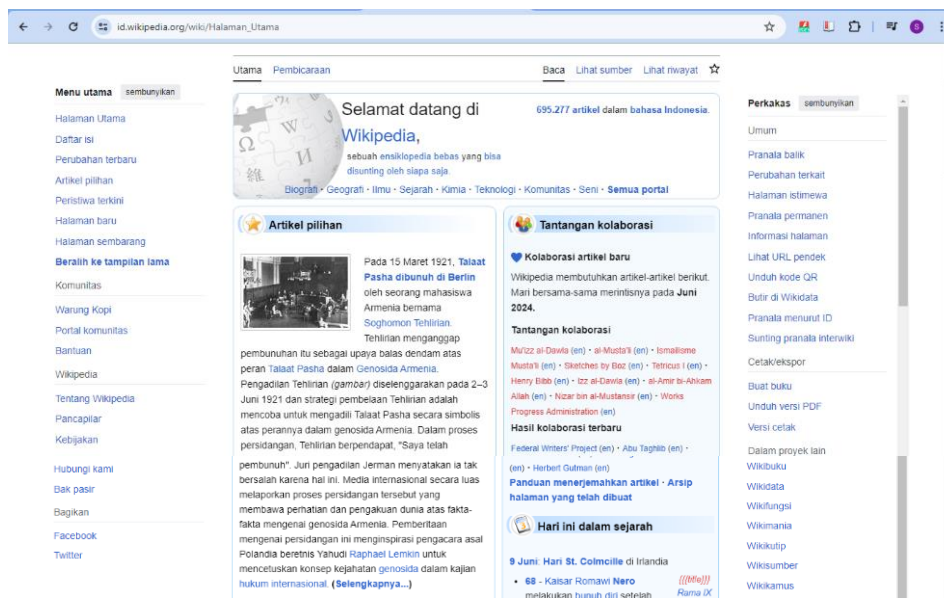 id.wikipedia.org/wiki/Halaman_Utama
Menu utama sembunyikan
Halaman Utama
Daftar isi
Perubahan terbaru
Artikel pilihan
Peristiwa terkini
Halaman baru
Halaman sembarang
Beralih ke tampilan lama
Komunitas
Warung Kopi
Portal komunitas
Bantuan
Wikipedia
Tentang Wikipedia
Pancapilar
Kebijakan
Hubungi kami
Bak pasir
Bagikan
Facebook
Twitter
Utama Pembicaraan
Baca Lihat sumber Lihat riwayat
Selamat datang di
Wikipedia,
sebuah ensiklopedia bebas yang bisa
disunting oleh siapa saja.
695.277 artikel dalam bahasa Indonesia.
Biografi · Geografi · Ilmu · Sejarah · Kimia · Teknologi · Komunitas · Seni · Semua portal
Artikel pilihan
Pada 15 Maret 1921, Talaat
Pasha dibunuh di Berlin
oleh seorang mahasiswa
Armenia bernama
Soghomon Tehlirian.
Tehlirian menganggap
pembunuhan itu sebagai upaya balas dendam atas
peran Talaat Pasha dalam Genosida Armenia.
Pengadilan Tehlirian (gambar) diselenggarakan pada 2–3
Juni 1921 dan strategi pembelaan Tehlirian adalah
mencoba untuk mengadili Talaat Pasha secara simbolis
atas perannya dalam genosida Armenia. Dalam proses
persidangan, Tehlirian berpendapat, "Saya telah
pembunuh". Juri pengadilan Jerman menyatakan ia tak
bersalah karena hal ini. Media internasional secara luas
melaporkan proses persidangan tersebut yang
membawa perhatian dan pengakuan dunia atas fakta-
fakta mengenai genosida Armenia. Pemberitaan
mengenai persidangan ini menginspirasi pengacara asal
Polandia beretnis Yahudi Raphael Lemkin untuk
mencetuskan konsep kejahatan genosida dalam kajian
hukum internasional. (Selengkapnya...)
Tantangan kolaborasi
Kolaborasi artikel baru
Wikipedia membutuhkan artikel-artikel berikut.
Mari bersama-sama merintisnya pada Juni
2024.
Tantangan kolaborasi
Mu'izz al-Dawla (en) · al-Musta'li (en) · Ismailisme
Musta'li (en) · Sketches by Boz (en) · Tetricus I (en) ·
Henry Bibb (en) · Izz al-Dawla (en) · al-Amir bi-Ahkam
Allah (en) · Nizar bin al-Mustansir (en) · Works
Progress Administration (en)
Hasil kolaborasi terbaru
Federal Writers' Project (en) · Abu Taghlib (en) ·
(en) · Herbert Gutman (en)
Panduan menerjemahkan artikel · Arsip
halaman yang telah dibuat
Hari ini dalam sejarah
9 Juni: Hari St. Colmcille di Irlandia
68 - Kaisar Romawi Nero
melakukan bunuh diri setelah
{{{title}}}
Rama IX
Perkakas sembunyikan
Umum
Pranala balik
Perubahan terkait
Halaman istimewa
Pranala permanen
Informasi halaman
Lihat URL pendek
Unduh kode QR
Butir di Wikidata
Pranala menurut ID
Sunting pranala interwiki
Cetak/ekspor
Buat buku
Unduh versi PDF
Versi cetak
Dalam proyek lain
Wikibuku
Wikidata
Wikifungsi
Wikimania
Wikikutip
Wikisumber
Wikikamus